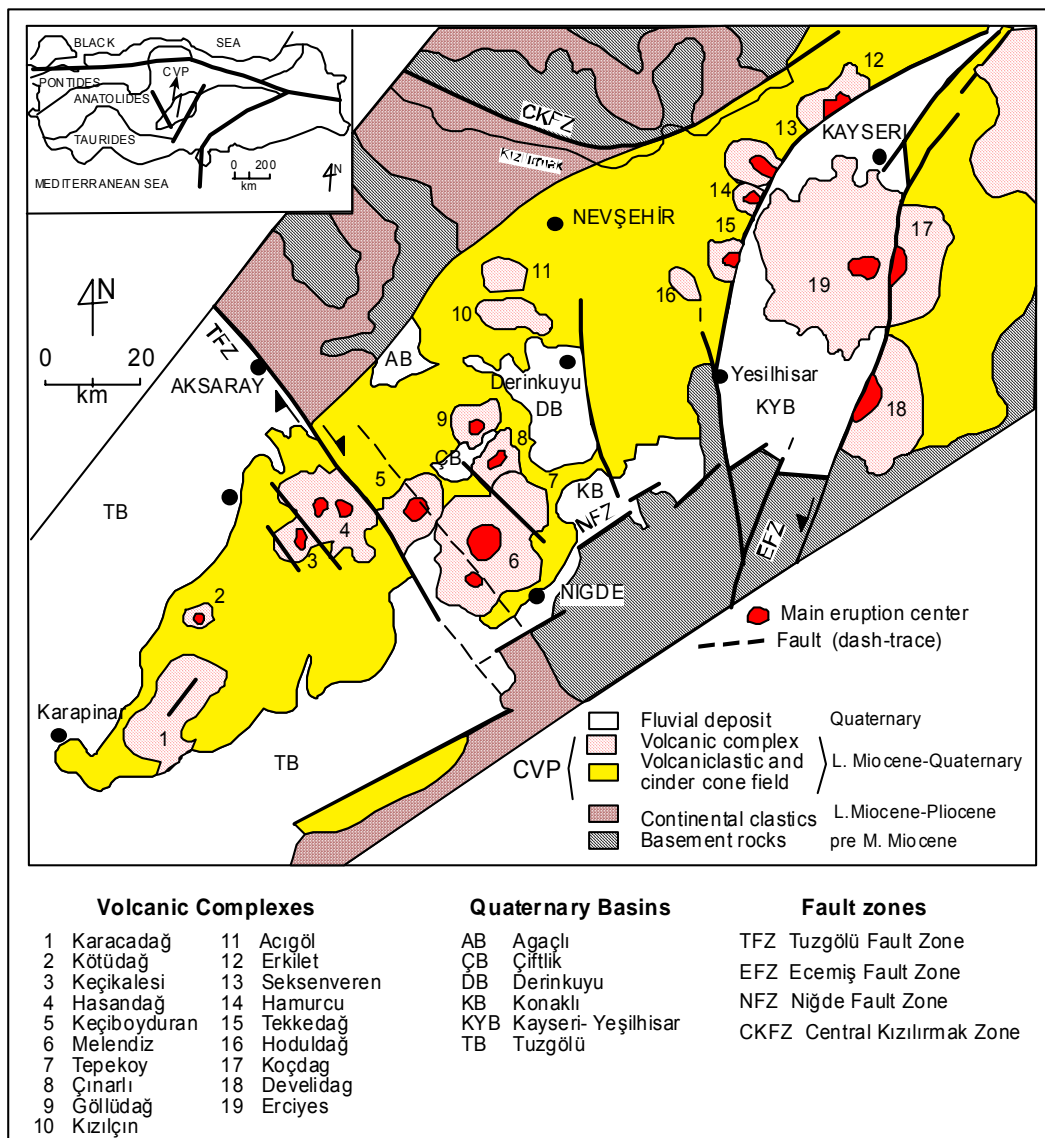 BLACK SEA
PONTIDES
CVP
ANATOLIDES
TAURIDES
0 200
km
N
MEDITERRANEAN SEA
12
CKFZ
13
KAYSERI
14
NEVŞEHİR
15
17
11
16
19
10
N
0 20
km
TFZ
AB
AKSARAY
Derinkuyu
DB
Yesilhisar
KYB
18
9
8
ÇB
5
7
KB
TB
4
NFZ
3
6
EFZ
2
NIGDE
Main eruption center
Fault (dash-trace)
Karapinar
1
TB
CVP
Fluvial deposit Quaternary
Volcanic complex
Volcaniclastic and
cinder cone field
L. Miocene-Quaternary
Continental clastics L.Miocene-Pliocene
Basement rocks pre M. Miocene
Volcanic Complexes
1 Karacadağ
2 Kötüdağ
3 Keçikalesi
4 Hasandağ
5 Keçiboyduran
6 Melendiz
7 Tepekoy
8 Çınarlı
9 Göllüdağ
10 Kızılçın
11 Acıgöl
12 Erkilet
13 Seksenveren
14 Hamurcu
15 Tekkedağ
16 Hoduldağ
17 Koçdag
18 Develidag
19 Erciyes
Quaternary Basins
AB Agaçlı
ÇB Çiftlik
DB Derinkuyu
KB Konaklı
KYB Kayseri- Yeşilhisar
TB Tuzgölü
Fault zones
TFZ Tuzgölü Fault Zone
EFZ Ecemiş Fault Zone
NFZ Niğde Fault Zone
CKFZ Central Kızılırmak Zone